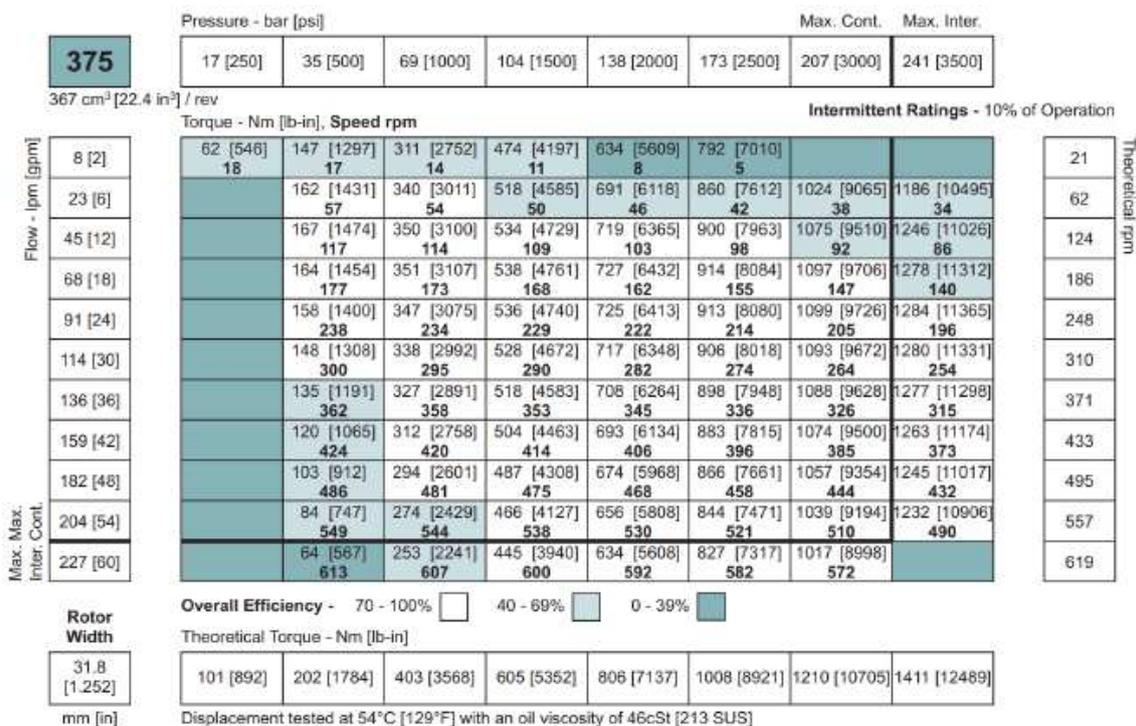 Pressure - bar [psi] Max. Cont. Max. Inter.
375 17 [250] 35 [500] 69 [1000] 104 [1500] 138 [2000] 173 [2500] 207 [3000] 241 [3500]
367 cm³ [22.4 in³] / rev
Intermittent Ratings - 10% of Operation
Torque - Nm [lb-in], Speed rpm
Flow - lpm [gpm]
Theoretical rpm
8 [2] 62 [546] 147 [1297] 311 [2752] 474 [4197] 634 [5609] 792 [7010] 21
18 17 14 11 8 5
23 [6] 162 [1431] 340 [3011] 518 [4585] 691 [6118] 860 [7612] 1024 [9065] 1186 [10495] 62
57 54 50 46 42 38 34
45 [12] 167 [1474] 350 [3100] 534 [4729] 719 [6365] 900 [7963] 1075 [9510] 1246 [11026] 124
117 114 109 103 98 92 86
68 [18] 164 [1454] 351 [3107] 538 [4761] 727 [6432] 914 [8084] 1097 [9706] 1278 [11312] 186
177 173 168 162 155 147 140
91 [24] 158 [1400] 347 [3075] 536 [4740] 725 [6413] 913 [8080] 1099 [9726] 1284 [11365] 248
238 234 229 222 214 205 196
114 [30] 148 [1308] 338 [2992] 528 [4672] 717 [6348] 906 [8018] 1093 [9672] 1280 [11331] 310
300 295 290 282 274 264 254
136 [36] 135 [1191] 327 [2891] 518 [4583] 708 [6264] 898 [7948] 1088 [9628] 1277 [11298] 371
362 358 353 345 336 326 315
159 [42] 120 [1065] 312 [2758] 504 [4463] 693 [6134] 883 [7815] 1074 [9500] 1263 [11174] 433
424 420 414 406 396 385 373
182 [48] 103 [912] 294 [2601] 487 [4308] 674 [5968] 866 [7661] 1057 [9354] 1245 [11017] 495
486 481 475 468 458 444 432
Max. Cont.
204 [54] 84 [747] 274 [2429] 466 [4127] 656 [5808] 844 [7471] 1039 [9194] 1232 [10906] 557
549 544 538 530 521 510 490
Max. Inter.
227 [60] 64 [567] 253 [2241] 445 [3940] 634 [5608] 827 [7317] 1017 [8998] 619
613 607 600 592 582 572
Overall Efficiency - 70 - 100% 40 - 69% 0 - 39%
Rotor
Width
Theoretical Torque - Nm [lb-in]
31.8
[1.252]
101 [892] 202 [1784] 403 [3568] 605 [5352] 806 [7137] 1008 [8921] 1210 [10705] 1411 [12489]
mm [in] Displacement tested at 54°C [129°F] with an oil viscosity of 46cSt [213 SUS]